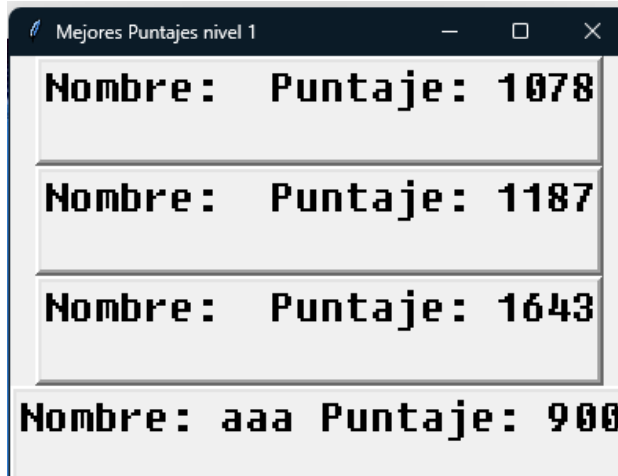 Mejores Puntajes nivel 1
Nombre:  Puntaje: 1078
Nombre:  Puntaje: 1187
Nombre:  Puntaje: 1643
Nombre: aaa Puntaje: 900